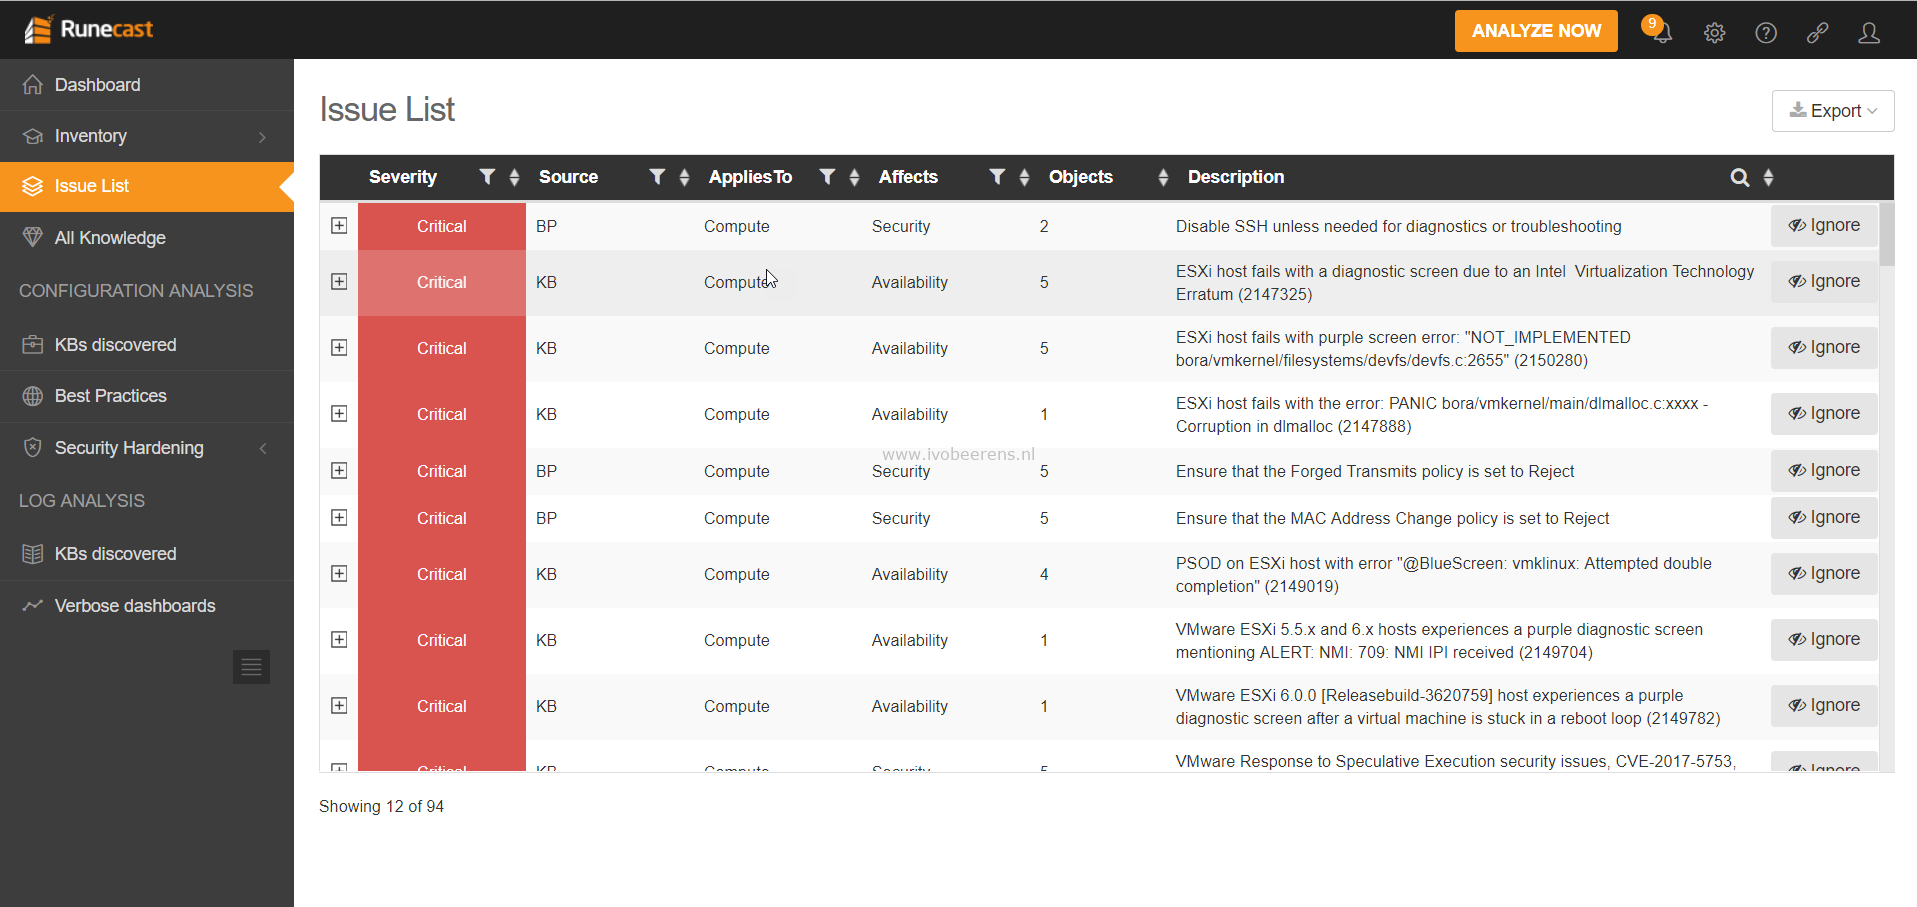 Runecast
ANALYZE NOW
9
Dashboard
Inventory
Issue List
All Knowledge
CONFIGURATION ANALYSIS
KBs discovered
Best Practices
Security Hardening
LOG ANALYSIS
KBs discovered
Verbose dashboards
Issue List
Export
Severity Source AppliesTo Affects Objects Description
Critical BP Compute Security 2 Disable SSH unless needed for diagnostics or troubleshooting Ignore
Critical KB Compute Availability 5 ESXi host fails with a diagnostic screen due to an Intel Virtualization Technology
Erratum (2147325) Ignore
Critical KB Compute Availability 5 ESXi host fails with purple screen error: "NOT_IMPLEMENTED
bora/vmkernel/filesystems/devfs/devfs.c:2655" (2150280) Ignore
Critical KB Compute Availability 1 ESXi host fails with the error: PANIC bora/vmkernel/main/dlmalloc.c:xxxx -
Corruption in dlmalloc (2147888) Ignore
www.ivobeerens.nl
Critical BP Compute Security 5 Ensure that the Forged Transmits policy is set to Reject Ignore
Critical BP Compute Security 5 Ensure that the MAC Address Change policy is set to Reject Ignore
Critical KB Compute Availability 4 PSOD on ESXi host with error "@BlueScreen: vmklinux: Attempted double
completion" (2149019) Ignore
Critical KB Compute Availability 1 VMware ESXi 5.5.x and 6.x hosts experiences a purple diagnostic screen
mentioning ALERT: NMI: 709: NMI IPI received (2149704) Ignore
Critical KB Compute Availability 1 VMware ESXi 6.0.0 [Releasebuild-3620759] host experiences a purple
diagnostic screen after a virtual machine is stuck in a reboot loop (2149782) Ignore
Critical KB Compute Security 5 VMware Response to Speculative Execution security issues, CVE-2017-5753, Ignore
Showing 12 of 94